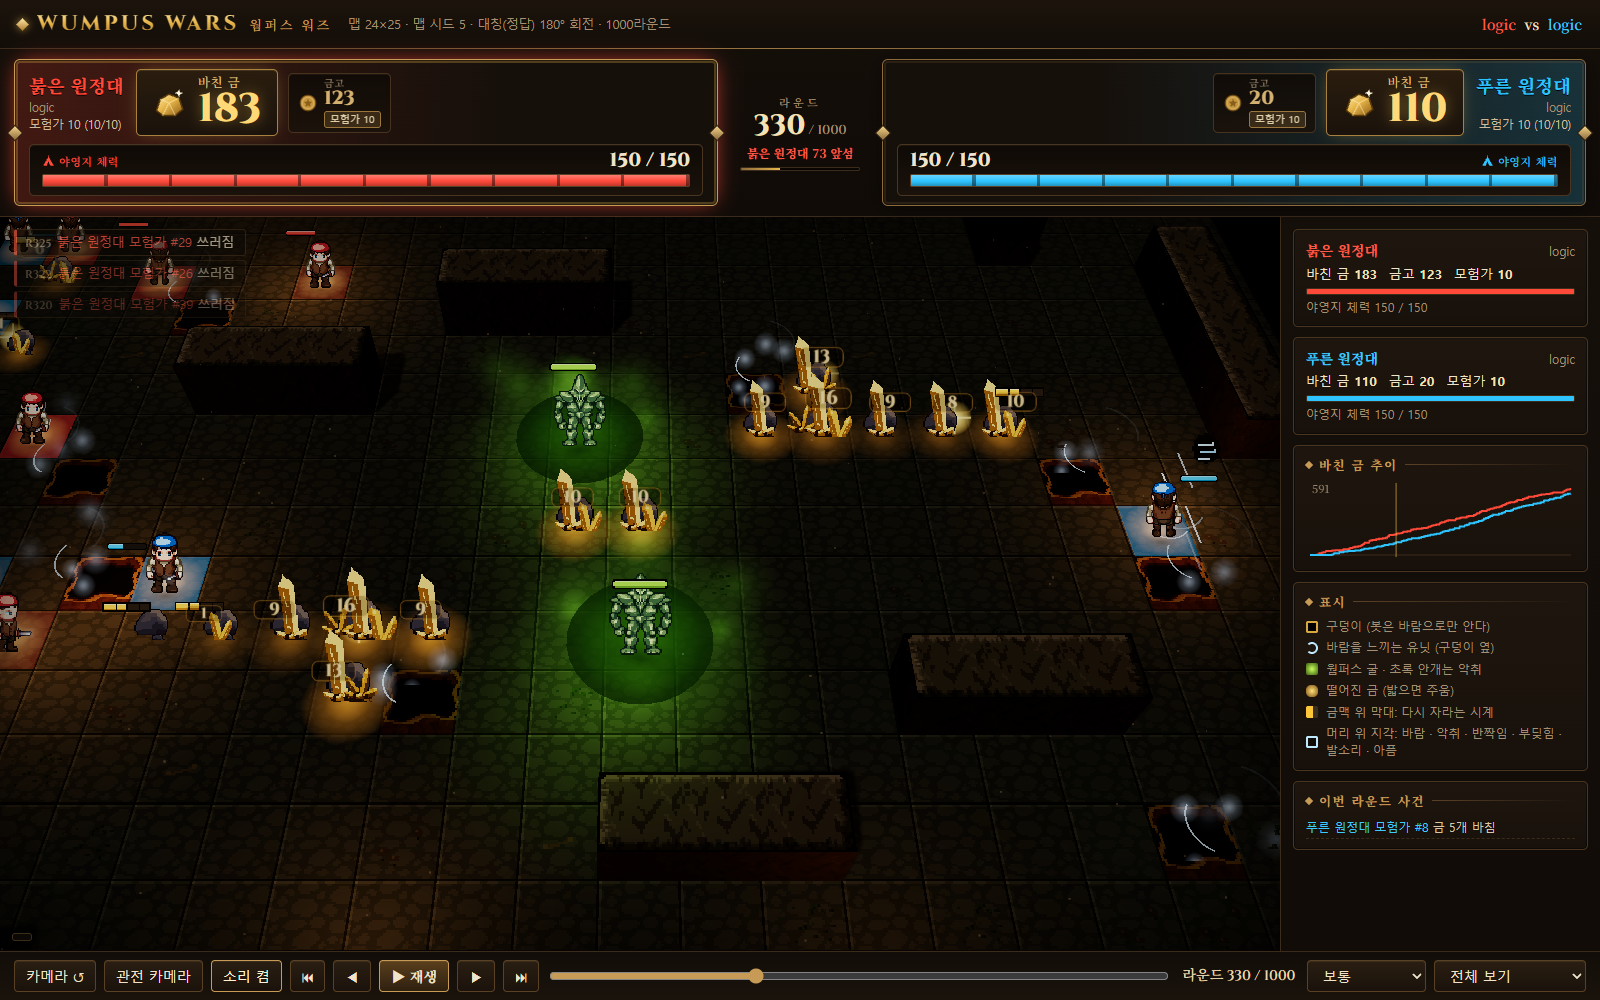 WUMPUS WARS 웜퍼스 워즈 맵 24×25 · 맵 시드 5 · 대칭(정답) 180° 회전 · 1000라운드
logic vs logic
붉은 원정대
logic
모험가 10 (10/10)
바친 금
183
금고
123
모험가 10
야영지 체력 150 / 150
라운드
330 / 1000
붉은 원정대 73 앞섬
금고
20
모험가 10
바친 금
110
푸른 원정대
logic
모험가 10 (10/10)
150 / 150 야영지 체력
R325 붉은 원정대 모험가 #29 쓰러짐
붉은 원정대 모험가 #26 쓰러짐
R320 붉은 원정대 모험가 #39 쓰러짐
13
9
16
9
8
10
10
10
1
9
16
9
13
붉은 원정대 logic
바친 금 183 금고 123 모험가 10
야영지 체력 150 / 150
푸른 원정대 logic
바친 금 110 금고 20 모험가 10
야영지 체력 150 / 150
바친 금 추이
591
표시
구덩이 (봇은 바람으로만 안다)
바람을 느끼는 유닛 (구덩이 옆)
웜퍼스 굴 · 초록 안개는 악취
떨어진 금 (밟으면 주움)
금맥 위 막대: 다시 자라는 시계
머리 위 지각: 바람 · 악취 · 반짝임 · 부딪힘 ·
발소리 · 아픔
이번 라운드 사건
푸른 원정대 모험가 #8 금 5개 바침
카메라 ↺
관전 카메라
소리 켬
⏮
◀
▶ 재생
▶
⏭
라운드 330 / 1000
보통
전체 보기